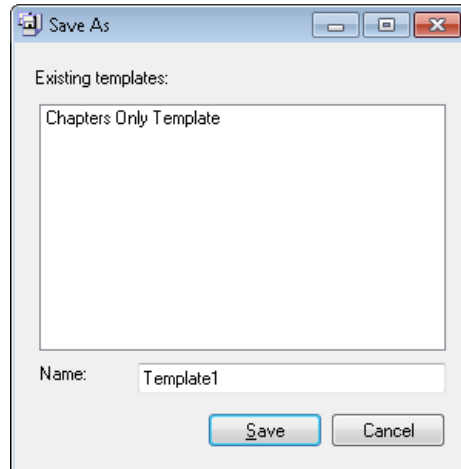 Save As
Existing templates:
Chapters Only Template
Name: Template1
Save Cancel